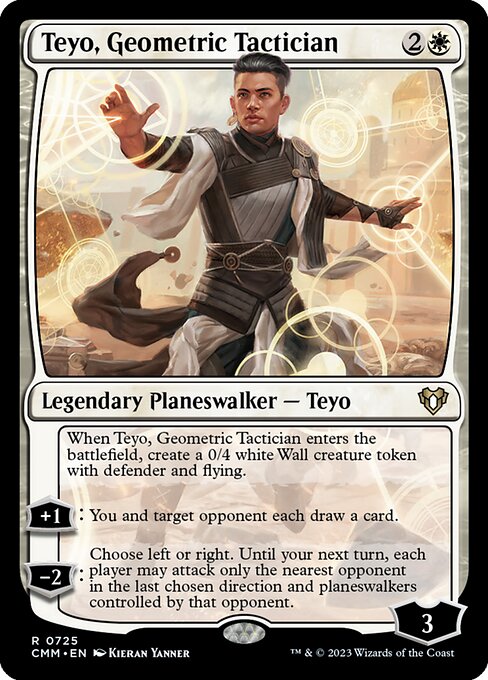 Teyo, Geometric Tactician 2
Legendary Planeswalker — Teyo
When Teyo, Geometric Tactician enters the
battlefield, create a 0/4 white Wall creature token
with defender and flying.
+1: You and target opponent each draw a card.
Choose left or right. Until your next turn, each
-2: player may attack only the nearest opponent
in the last chosen direction and planeswalkers
controlled by that opponent.
3
R 0725
CMM • EN Kieran Yanner
™ & © 2023 Wizards of the Coast